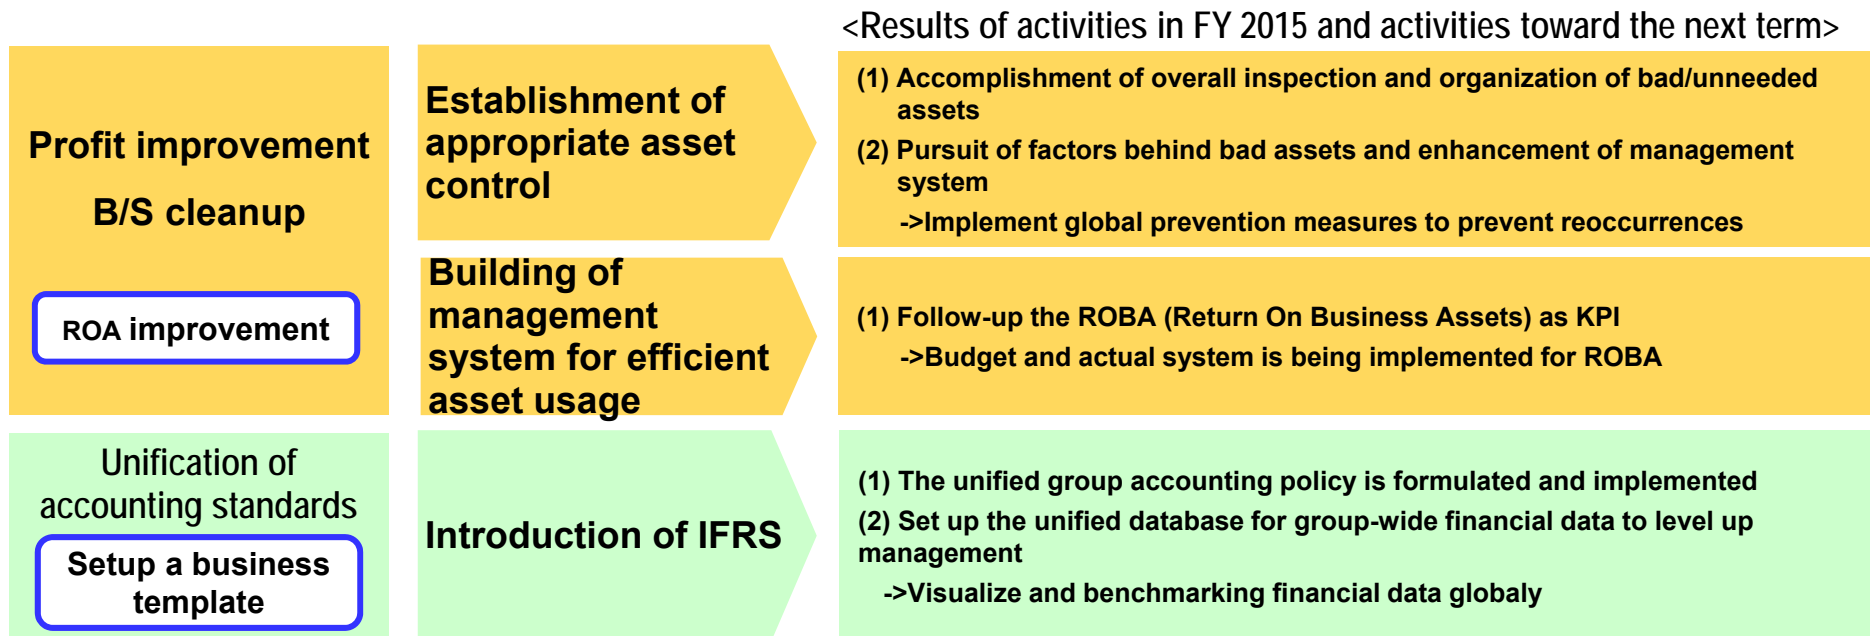 <Results of activities in FY 2015 and activities toward the next term>
Profit improvement
B/S cleanup
ROA improvement
Establishment of
appropriate asset
control
(1) Accomplishment of overall inspection and organization of bad/unneeded
assets
(2) Pursuit of factors behind bad assets and enhancement of management
system
->Implement global prevention measures to prevent reoccurrences
Building of
management
system for efficient
asset usage
(1) Follow-up the ROBA (Return On Business Assets) as KPI
->Budget and actual system is being implemented for ROBA
Unification of
accounting standards
Setup a business
template
Introduction of IFRS
(1) The unified group accounting policy is formulated and implemented
(2) Set up the unified database for group-wide financial data to level up
management
->Visualize and benchmarking financial data globaly